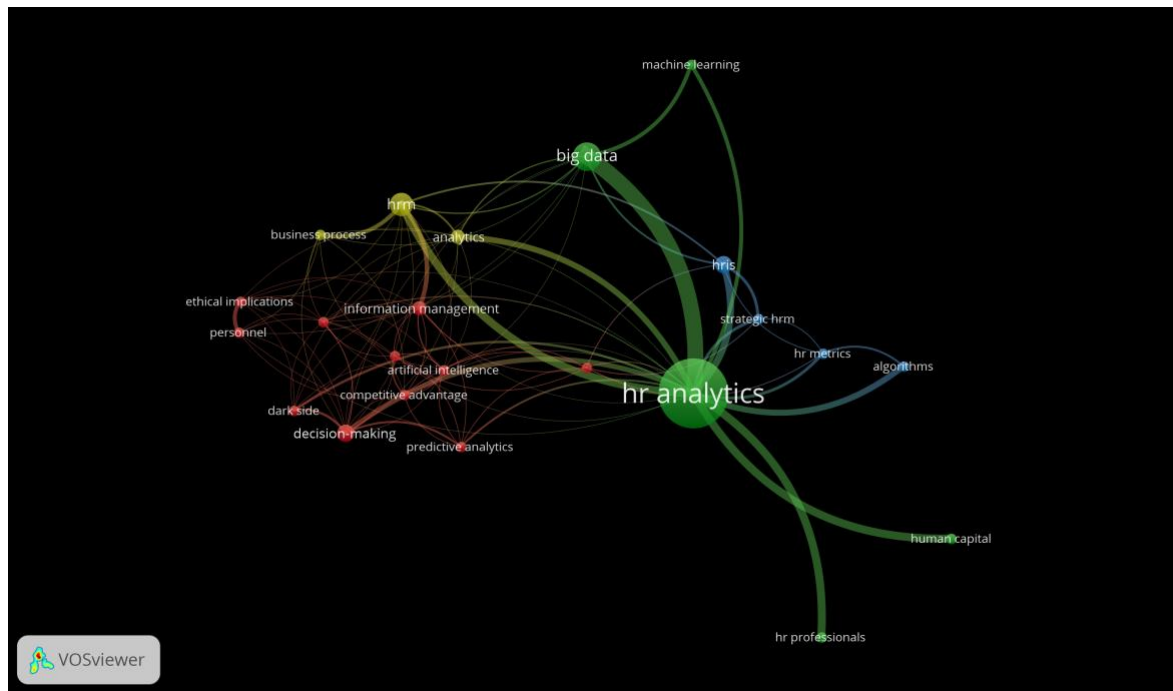 machine learning
big data
hrm
business process
analytics
hris
ethical implications
information management
strategic hrm
personnel
hr metrics
artificial intelligence
algorithms
competitive advantage
hr analytics
dark side
decision-making
predictive analytics
human capital
hr professionals
VOSviewer